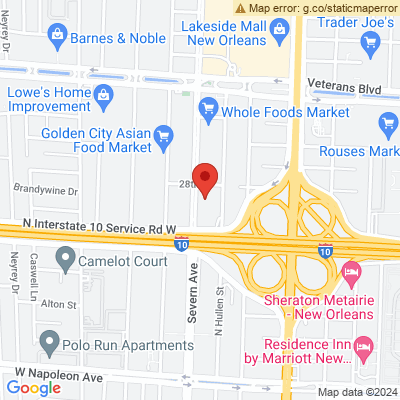 Map error: g.co/staticmaperror
Neyrey Dr
Barnes & Noble
Lakeside Mall
New Orleans
Trader Joe's
Veterans Blvd
Lowe's Home
Improvement
Whole Foods Market
Golden City Asian
Food Market
Rouses Mark
Brandywine Dr
28th
N Interstate 10 Service Rd W
10
10
Camelot Court
Neyrey Dr
Caswell Ln
Severn Ave
N Hullen St
Alton St
Sheraton Metairie
- New Orleans
Polo Run Apartments
Residence Inn
by Marriott New...
W Napoleon Ave
Google
Map data ©2024